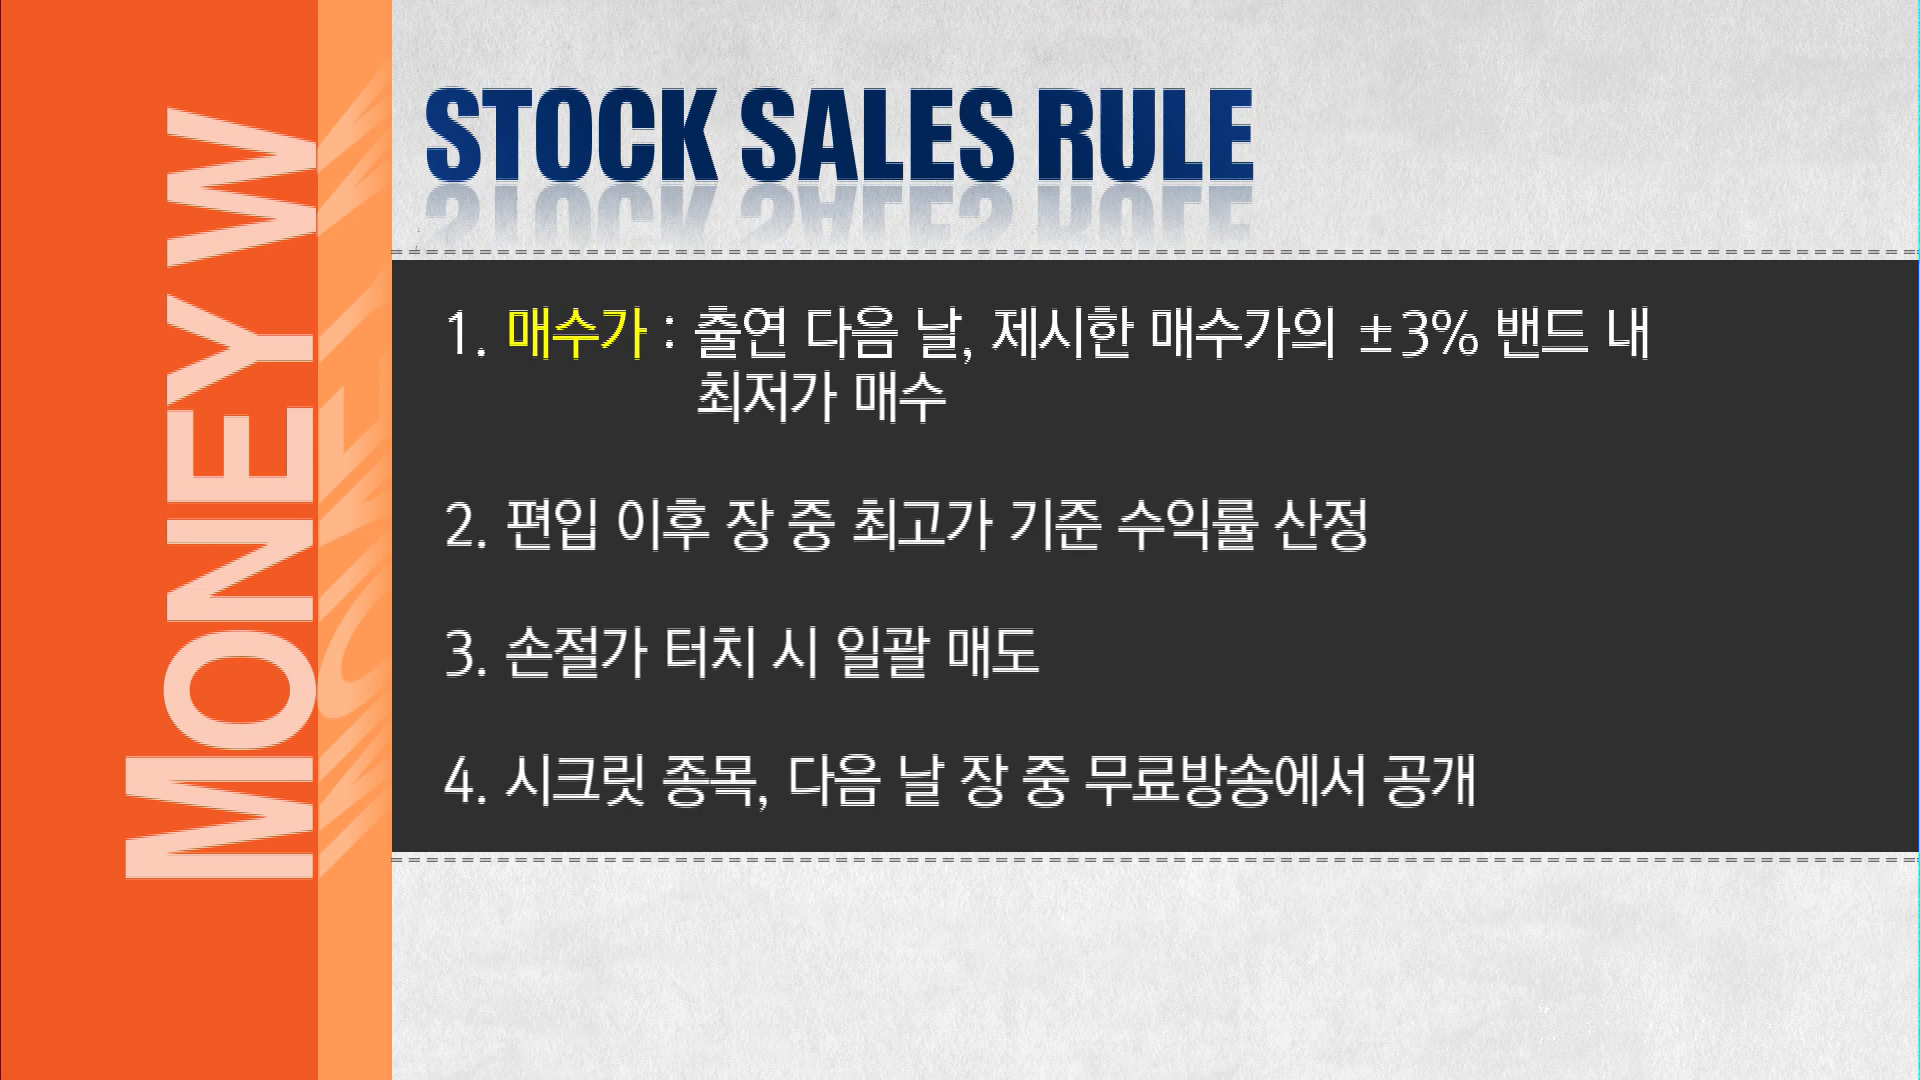 MONEY W
STOCK SALES RULE
1. 매수가 : 출연 다음 날, 제시한 매수가의 ±3% 밴드 내
최저가 매수
2. 편입 이후 장 중 최고가 기준 수익률 산정
3. 손절가 터치 시 일괄 매도
4. 시크릿 종목, 다음 날 장 중 무료방송에서 공개